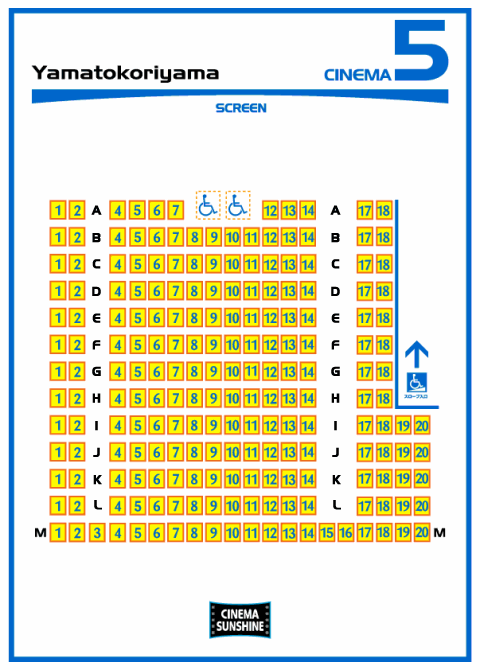 Yamatokoriyama CINEMA 5
SCREEN
1 2 A 4 5 6 7 12 13 14 A 17 18
1 2 B 4 5 6 7 8 9 10 11 12 13 14 B 17 18
1 2 C 4 5 6 7 8 9 10 11 12 13 14 C 17 18
1 2 D 4 5 6 7 8 9 10 11 12 13 14 D 17 18
1 2 E 4 5 6 7 8 9 10 11 12 13 14 E 17 18
1 2 F 4 5 6 7 8 9 10 11 12 13 14 F 17 18
1 2 G 4 5 6 7 8 9 10 11 12 13 14 G 17 18
1 2 H 4 5 6 7 8 9 10 11 12 13 14 H 17 18
スロープ入口
1 2 I 4 5 6 7 8 9 10 11 12 13 14 I 17 18 19 20
1 2 J 4 5 6 7 8 9 10 11 12 13 14 J 17 18 19 20
1 2 K 4 5 6 7 8 9 10 11 12 13 14 K 17 18 19 20
1 2 L 4 5 6 7 8 9 10 11 12 13 14 L 17 18 19 20
M 1 2 3 4 5 6 7 8 9 10 11 12 13 14 15 16 17 18 19 20 M
CINEMA
SUNSHINE